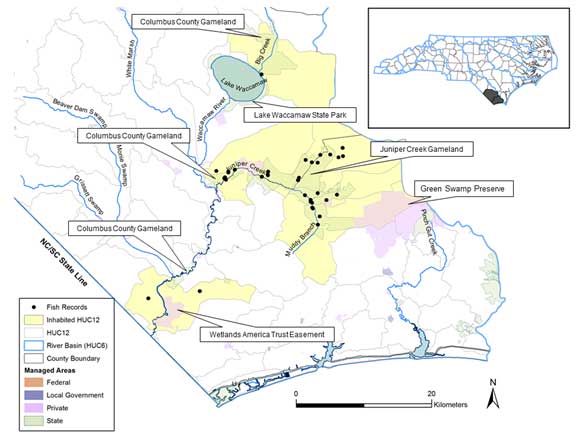 Columbus County Gameland
White Marsh
Big Creek
Lake Waccamaw
Beaver Dam Swamp
Waccamaw River
Lake Waccamaw State Park
Columbus County Gameland
Juniper Creek Gameland
Juniper Creek
Monie Swamp
Grissett Swamp
Green Swamp Preserve
Columbus County Gameland
Muddy Branch
Pinch Gut Creek
NC/SC State Line
Wetlands America Trust Easement
Fish Records
Inhabited HUC12
HUC12
River Basin (HUC6)
County Boundary
Managed Areas
Federal
Local Government
Private
State
0 10 20
Kilometers
N